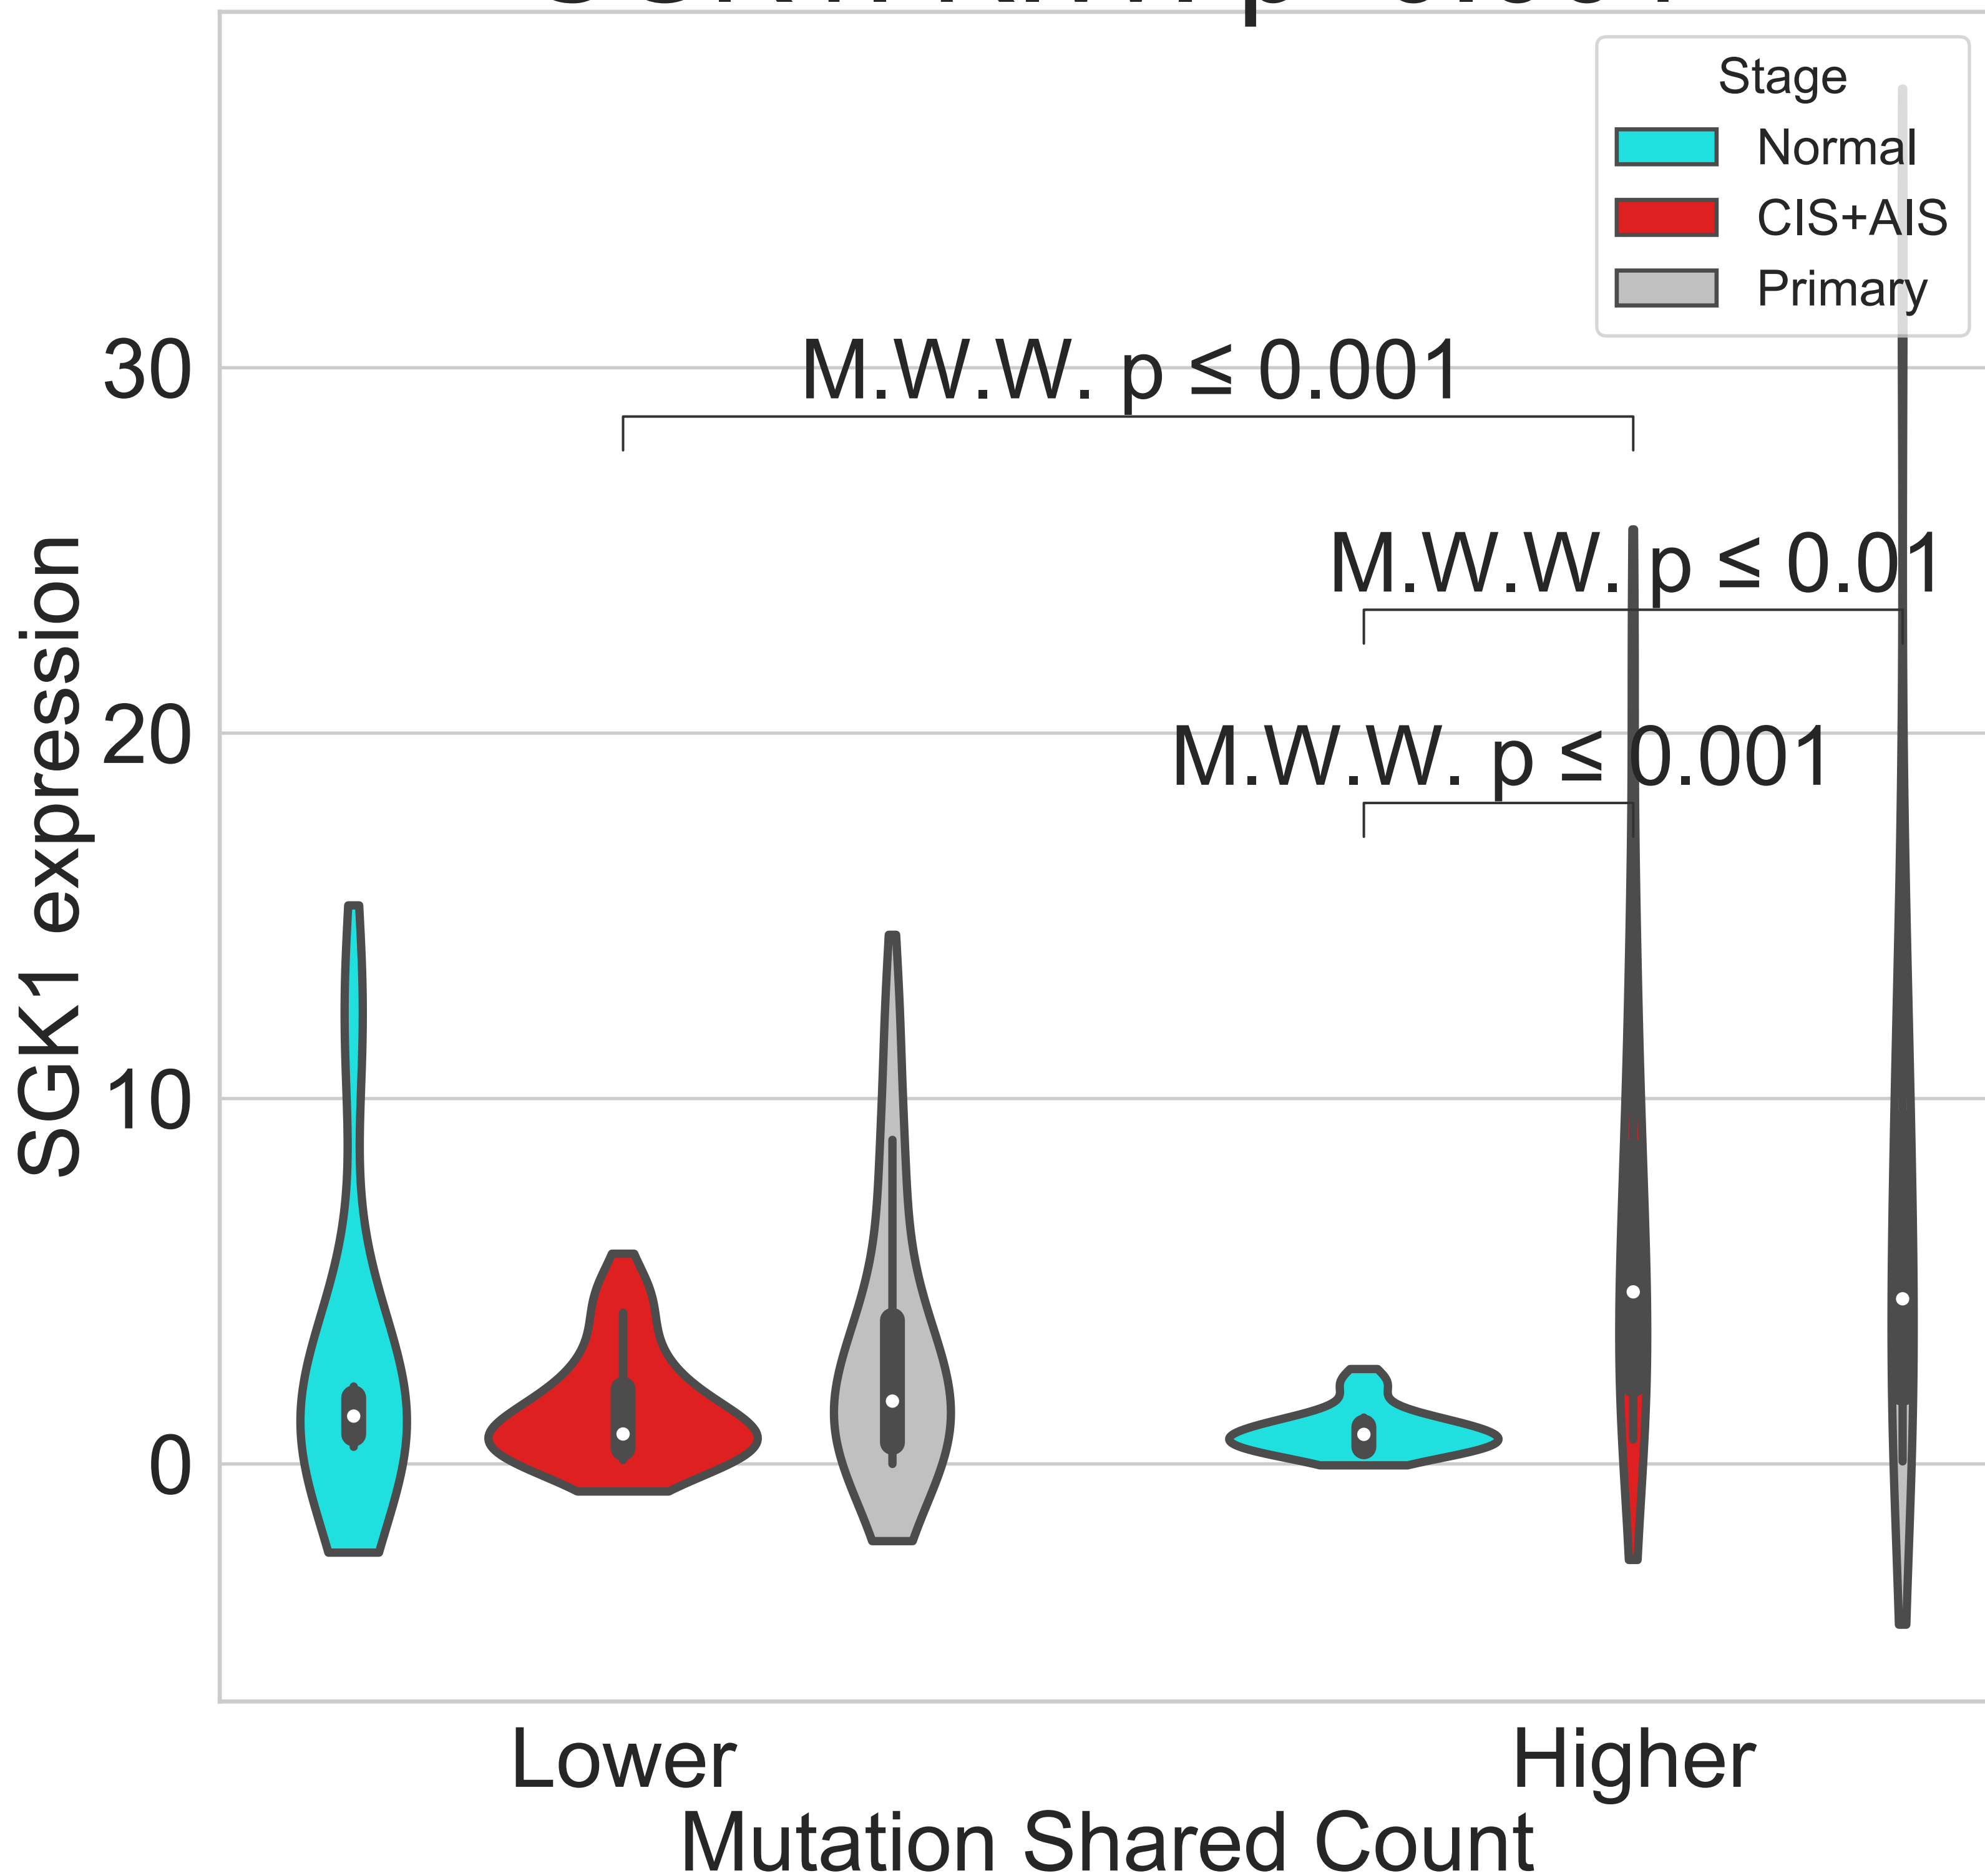 Stage
Normal
CIS+AIS
Primary
30
M.W.W. p ≤ 0.001
M.W.W. p ≤ 0.01
20
M.W.W. p ≤ 0.001
SGK1 expression
10
0
Lower
Higher
Mutation Shared Count